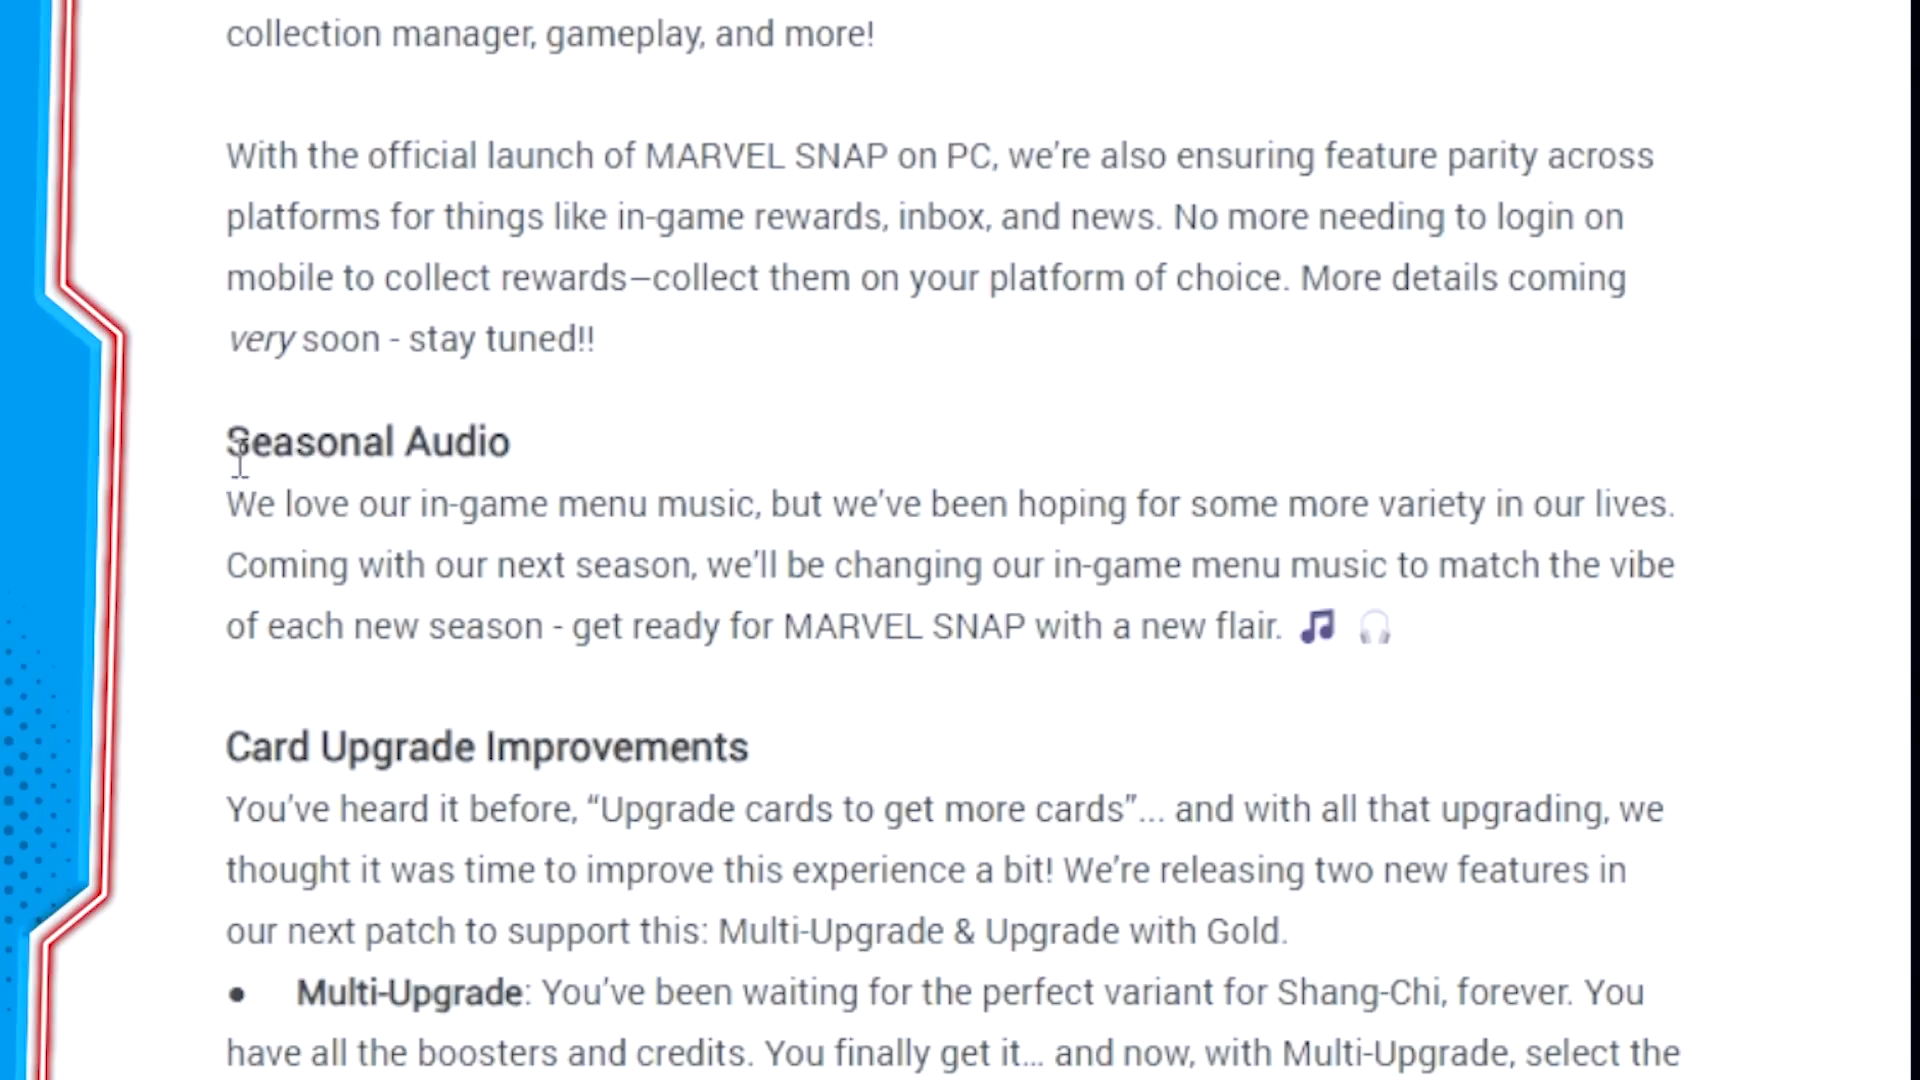 collection manager, gameplay, and more!
With the official launch of MARVEL SNAP on PC, we’re also ensuring feature parity across
platforms for things like in-game rewards, inbox, and news. No more needing to login on
mobile to collect rewards–collect them on your platform of choice. More details coming
very soon - stay tuned!!
Seasonal Audio
We love our in-game menu music, but we’ve been hoping for some more variety in our lives.
Coming with our next season, we’ll be changing our in-game menu music to match the vibe
of each new season - get ready for MARVEL SNAP with a new flair. 🎵 🎧
Card Upgrade Improvements
You’ve heard it before, “Upgrade cards to get more cards”... and with all that upgrading, we
thought it was time to improve this experience a bit! We’re releasing two new features in
our next patch to support this: Multi-Upgrade & Upgrade with Gold.
● Multi-Upgrade: You’ve been waiting for the perfect variant for Shang-Chi, forever. You
have all the boosters and credits. You finally get it… and now, with Multi-Upgrade, select the